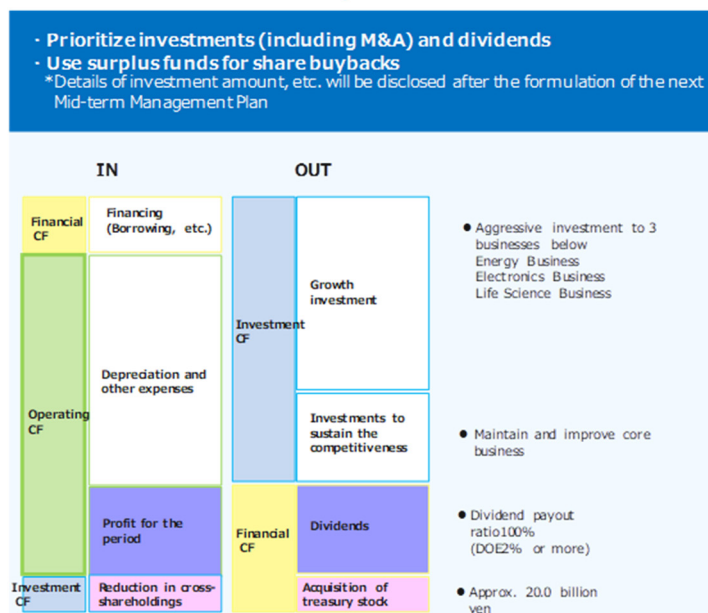 · Prioritize investments (including M&A) and dividends
· Use surplus funds for share buybacks
*Details of investment amount, etc. will be disclosed after the formulation of the next
Mid-term Management Plan
IN
OUT
Financial
CF
Financing
(Borrowing, etc.)
Operating
CF
Depreciation and
other expenses
Profit for the
period
Investment
CF
Reduction in cross-
shareholdings
Investment
CF
Growth
investment
Investments to
sustain the
competitiveness
Financial
CF
Dividends
Acquisition of
treasury stock
● Aggressive investment to 3
businesses below
Energy Business
Electronics Business
Life Science Business
● Maintain and improve core
business
● Dividend payout
ratio100%
(DOE2% or more)
● Approx. 20.0 billion
yen